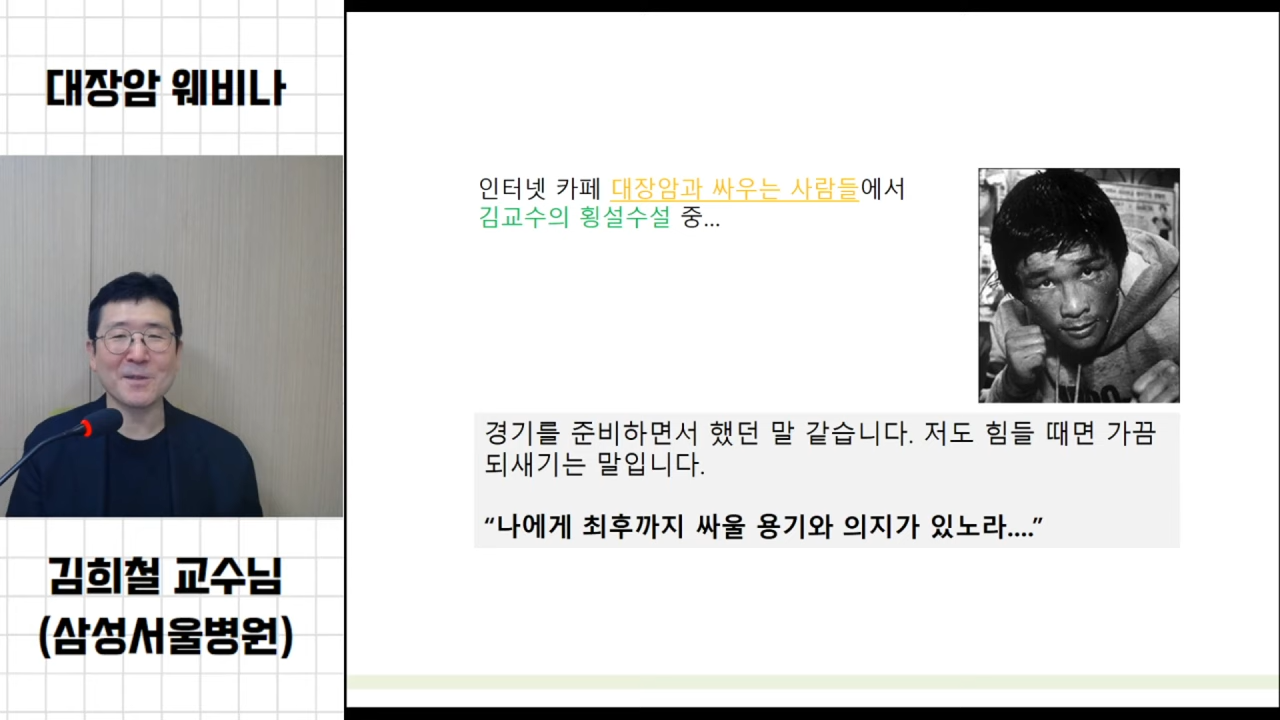 대장암 웨비나
김희철 교수님
(삼성서울병원)
인터넷 카페 대장암과 싸우는 사람들에서
김교수의 횡설수설 중...
경기를 준비하면서 했던 말 같습니다. 저도 힘들 때면 가끔
되새기는 말입니다.
“나에게 최후까지 싸울 용기와 의지가 있노라....”